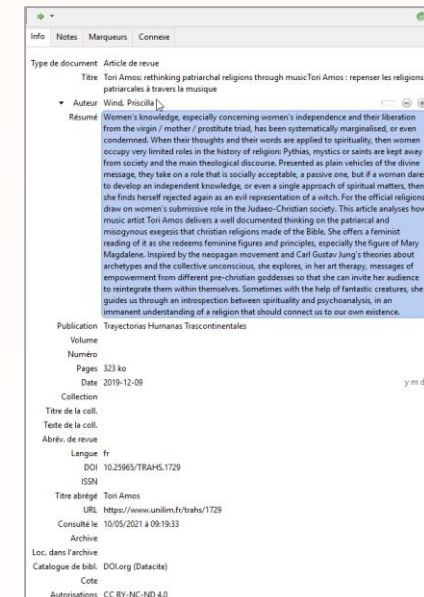 Info Notes Marqueurs Connexe
Type de document Article de revue
Titre Tori Amos: rethinking patriarchal religions through musicTori Amos : repenser les religions
patriarcales à travers la musique
Auteur Wind, Priscilla
Résumé Women's knowledge, especially concerning women's independence and their liberation
from the virgin / mother / prostitute triad, has been systematically marginalised, or even
condemned. When their thoughts and their words are applied to spirituality, then women
occupy very limited roles in the history of religion: Pythias, mystics or saints are kept away
from society and the main theological discourse. Presented as plain vehicles of the divine
message, they take on a role that is socially acceptable, a passive one, but if a woman dares
to develop an independent knowledge, or even a single approach of spiritual matters, then
she finds herself rejected again as an evil representation of a witch. For the official religions
draw on women's submissive role in the Judaeo-Christian society. This article analyses how
music artist Tori Amos delivers a well documented thinking on the patriarcal and
misogynous exegesis that christian religions made of the Bible. She offers a feminist
reading of it as she redeems feminine figures and principles, especially the figure of Mary
Magdalene. Inspired by the neopagan movement and Carl Gustav Jung's theories about
archetypes and the collective unconscious, she explores, in her art therapy, messages of
empowerment from different pre-christian goddesses so that she can invite her audience
to reintegrate them within themselves. Sometimes with the help of fantastic creatures, she
guides us through an introspection between spirituality and psychoanalysis, in an
immanent understanding of a religion that should connect us to our own existence.
Publication Trayectorias Humanas Trascontinentales
Volume
Numéro
Pages 323 ko
Date 2019-12-09 y m d
Collection
Titre de la coll.
Texte de la coll.
Abrév. de revue
Langue fr
DOI 10.25965/TRAHS.1729
ISSN
Titre abrégé Tori Amos
URL https://www.unilim.fr/trahs/1729
Consulté le 10/05/2021 à 09:19:33
Archive
Loc. dans l'archive
Catalogue de bibl. DOI.org (Datacite)
Cote
Autorisations CC BY-NC-ND 4.0